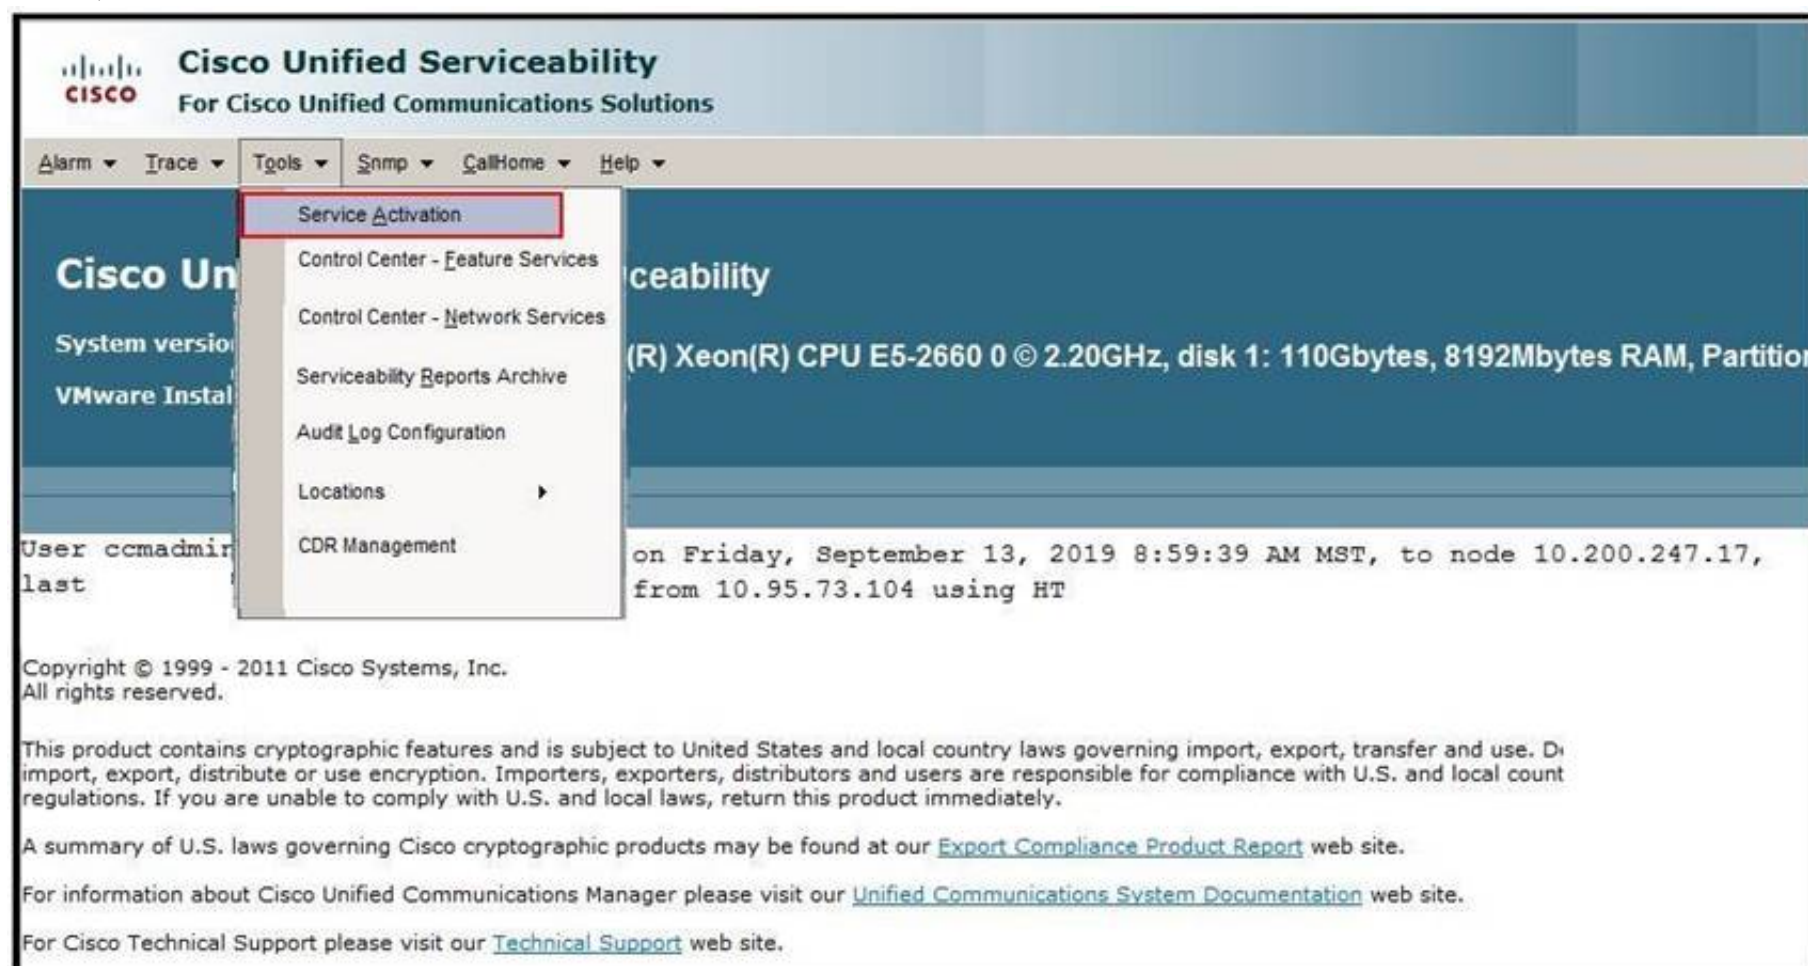 Cisco Unified Serviceability
CISCO
For Cisco Unified Communications Solutions
Alarm Trace Tools Snmp CallHome Help
Service Activation
Control Center - Feature Services
Control Center - Network Services
Serviceability Reports Archive
Audit Log Configuration
Locations
CDR Management
Cisco Un ceability
System versio (R) Xeon(R) CPU E5-2660 0 © 2.20GHz, disk 1: 110Gbytes, 8192Mbytes RAM, Partition
VMware Instal
User ccmadmin on Friday, September 13, 2019 8:59:39 AM MST, to node 10.200.247.17,
last from 10.95.73.104 using HT
Copyright © 1999 - 2011 Cisco Systems, Inc.
All rights reserved.
This product contains cryptographic features and is subject to United States and local country laws governing import, export, transfer and use. De
import, export, distribute or use encryption. Importers, exporters, distributors and users are responsible for compliance with U.S. and local count
regulations. If you are unable to comply with U.S. and local laws, return this product immediately.
A summary of U.S. laws governing Cisco cryptographic products may be found at our Export Compliance Product Report web site.
For information about Cisco Unified Communications Manager please visit our Unified Communications System Documentation web site.
For Cisco Technical Support please visit our Technical Support web site.